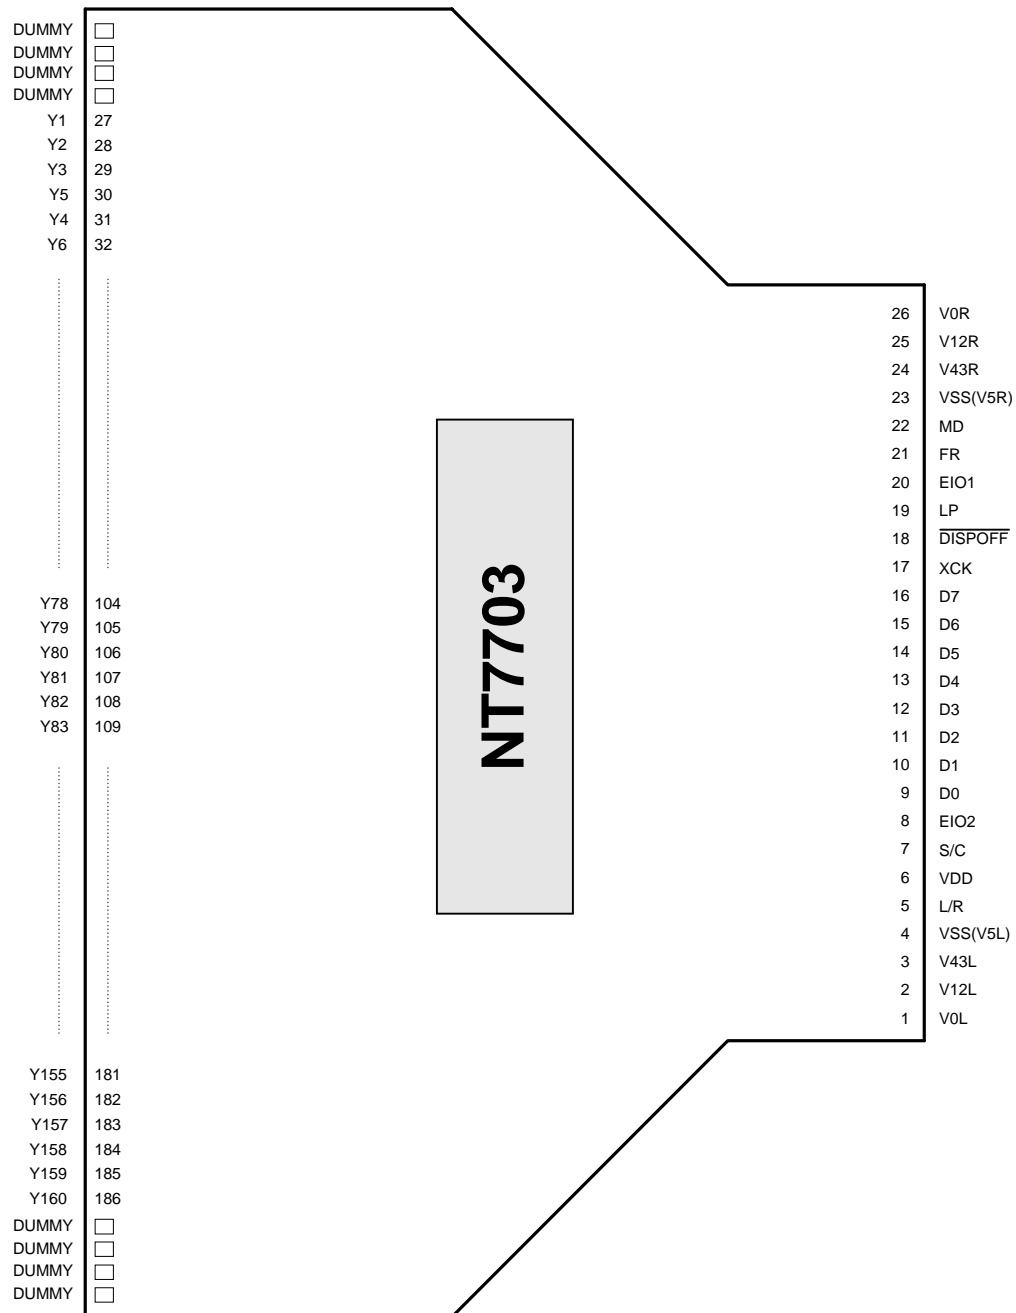 DUMMY
DUMMY
DUMMY
DUMMY
Y1 27
Y2 28
Y3 29
Y5 30
Y4 31
Y6 32
Y78 104
Y79 105
Y80 106
Y81 107
Y82 108
Y83 109
Y155 181
Y156 182
Y157 183
Y158 184
Y159 185
Y160 186
DUMMY
DUMMY
DUMMY
DUMMY
NT7703
26 V0R
25 V12R
24 V43R
23 VSS(V5R)
22 MD
21 FR
20 EIO1
19 LP
18 DISPOFF
17 XCK
16 D7
15 D6
14 D5
13 D4
12 D3
11 D2
10 D1
9 D0
8 EIO2
7 S/C
6 VDD
5 L/R
4 VSS(V5L)
3 V43L
2 V12L
1 V0L